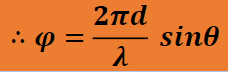 ∴ φ = 2πd/λ sinθ